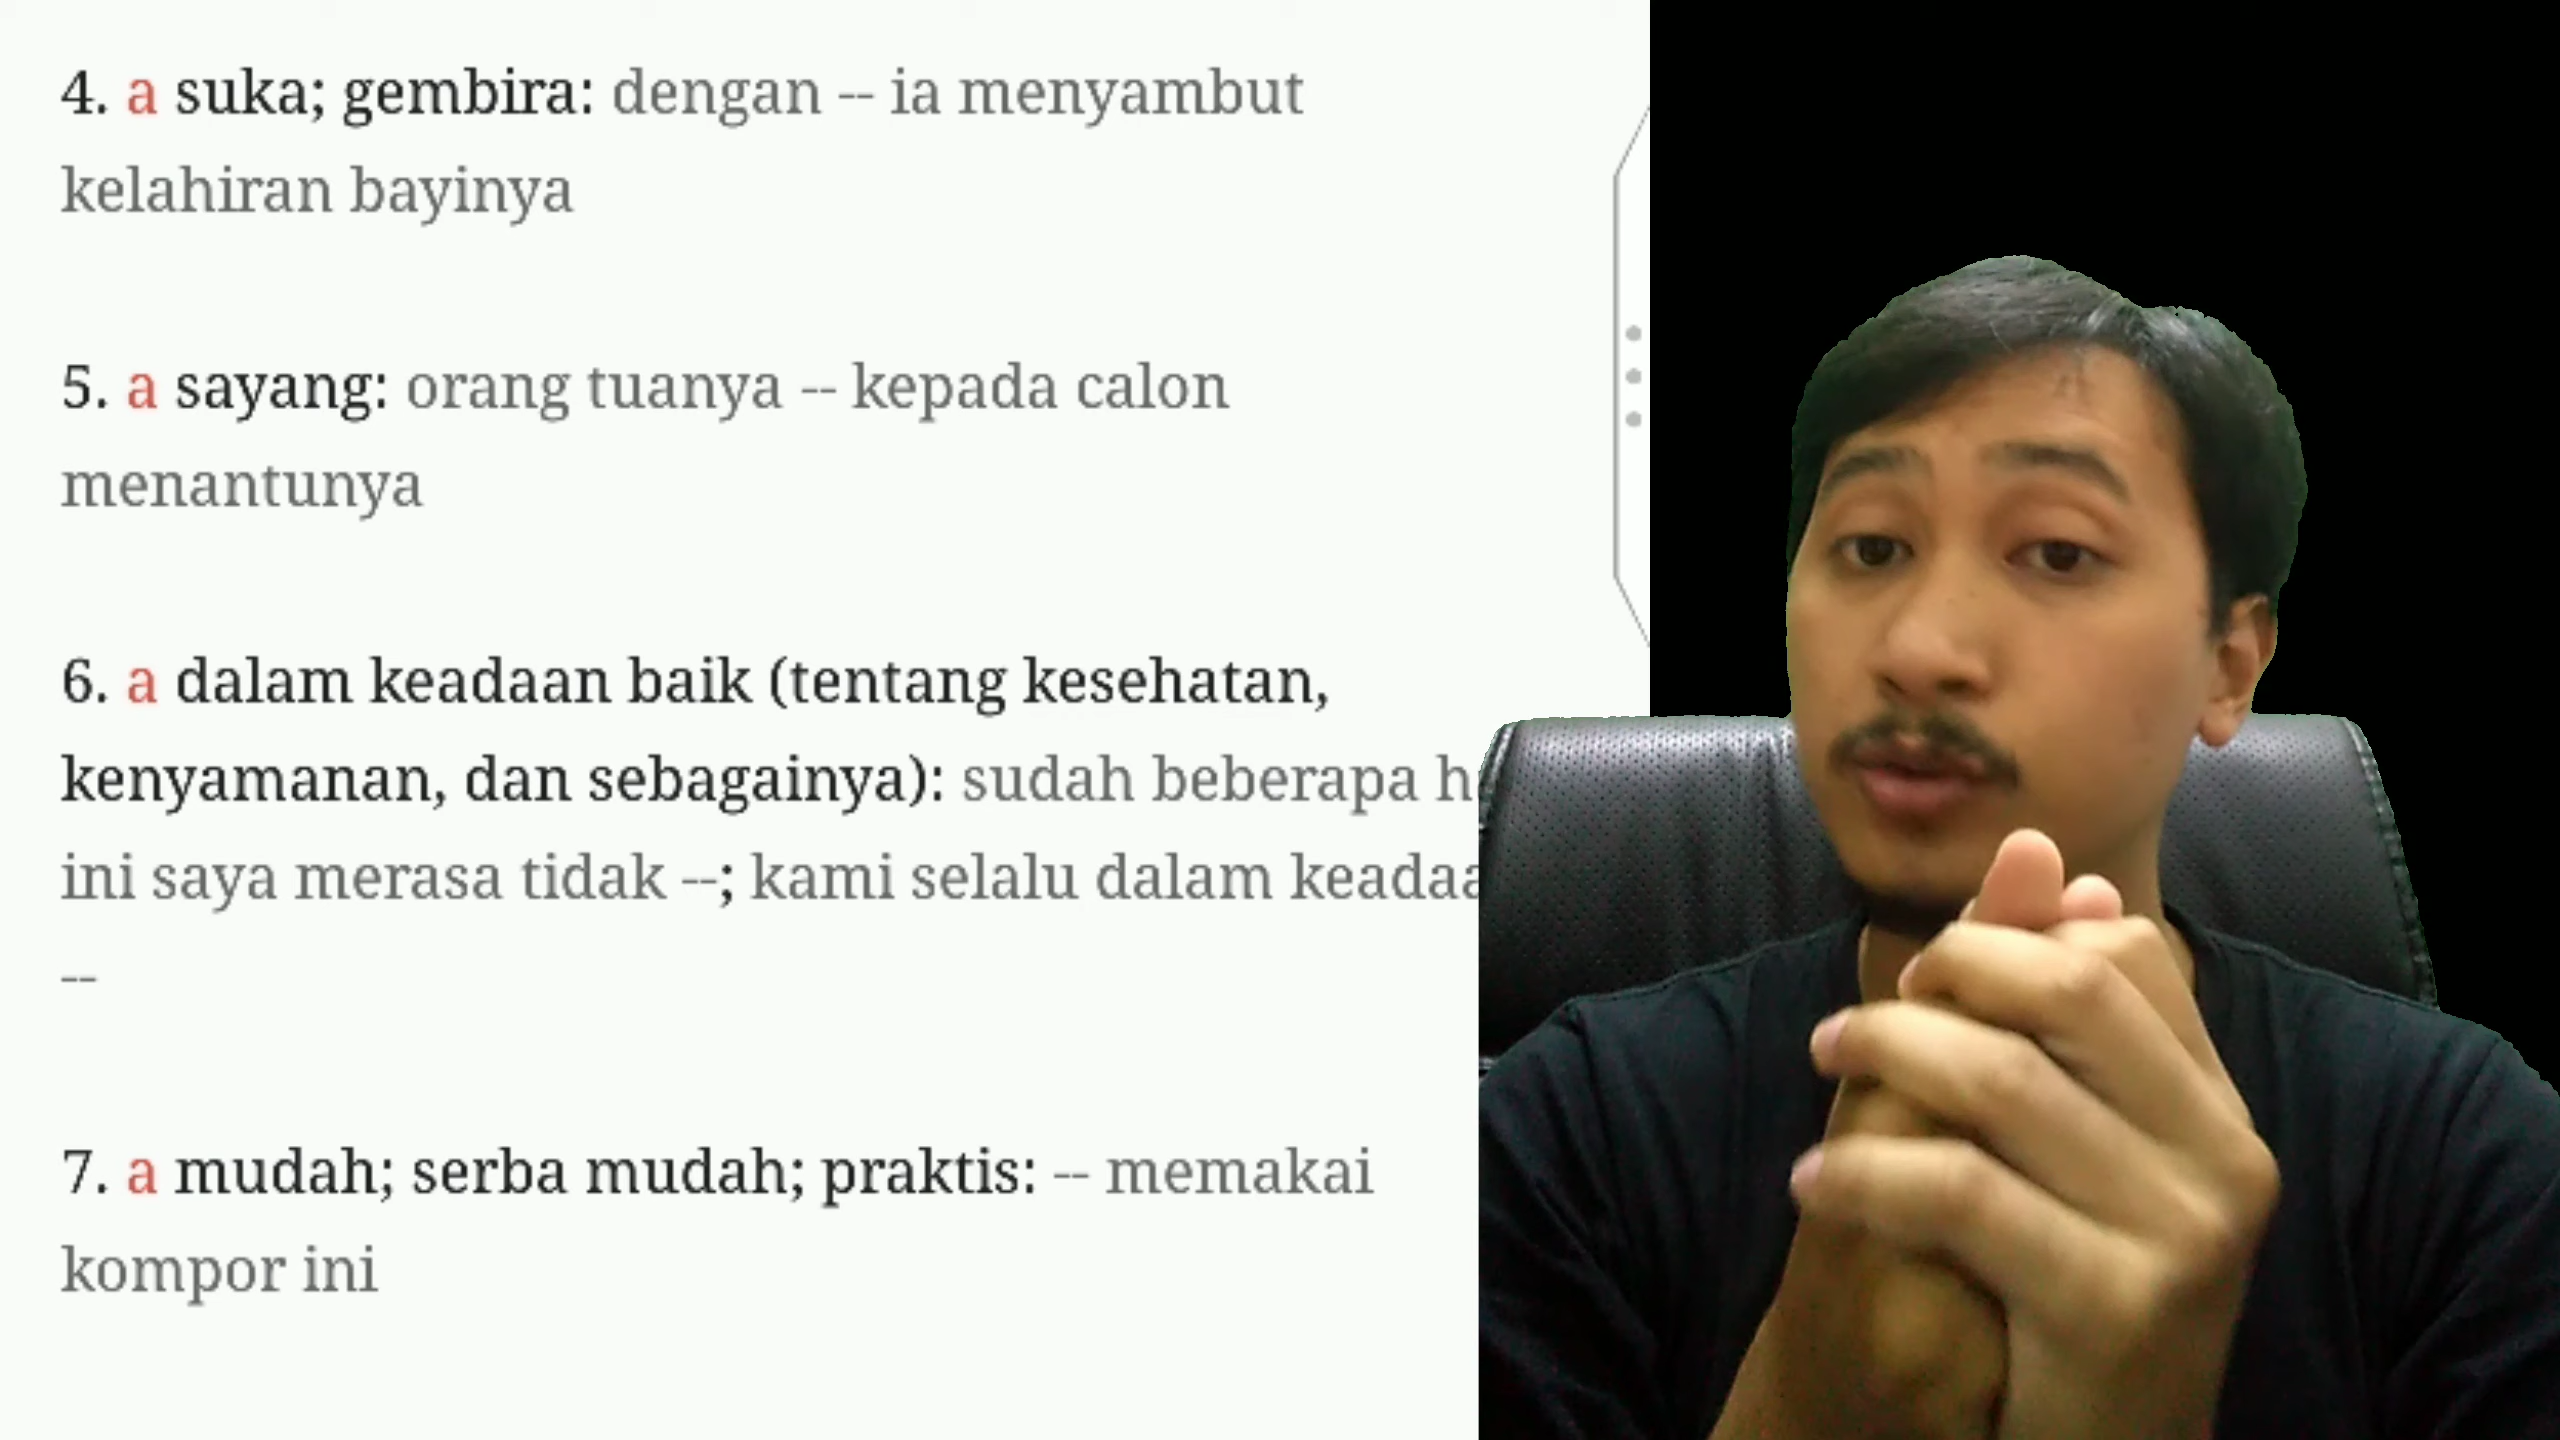 4. a suka; gembira: dengan -- ia menyambut
kelahiran bayinya
5. a sayang: orang tuanya -- kepada calon
menantunya
6. a dalam keadaan baik (tentang kesehatan,
kenyamanan, dan sebagainya): sudah beberapa
ini saya merasa tidak --; kami selalu dalam
--
7. a mudah; serba mudah; praktis: -- memakai
kompor ini